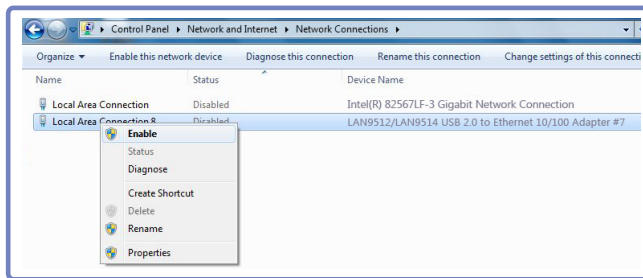 Control Panel ▸ Network and Internet ▸ Network Connections ▸
Organize ▾ Enable this network device Diagnose this connection Rename this connection Change settings of this
Name Status Device Name
Local Area Connection Disabled Intel(R) 82567LF-3 Gigabit Network Connection
Local Area Connection 8 Disabled LAN9512/LAN9514 USB 2.0 to Ethernet 10/100 Adapter #7
Enable
Status
Diagnose
Create Shortcut
Delete
Rename
Properties